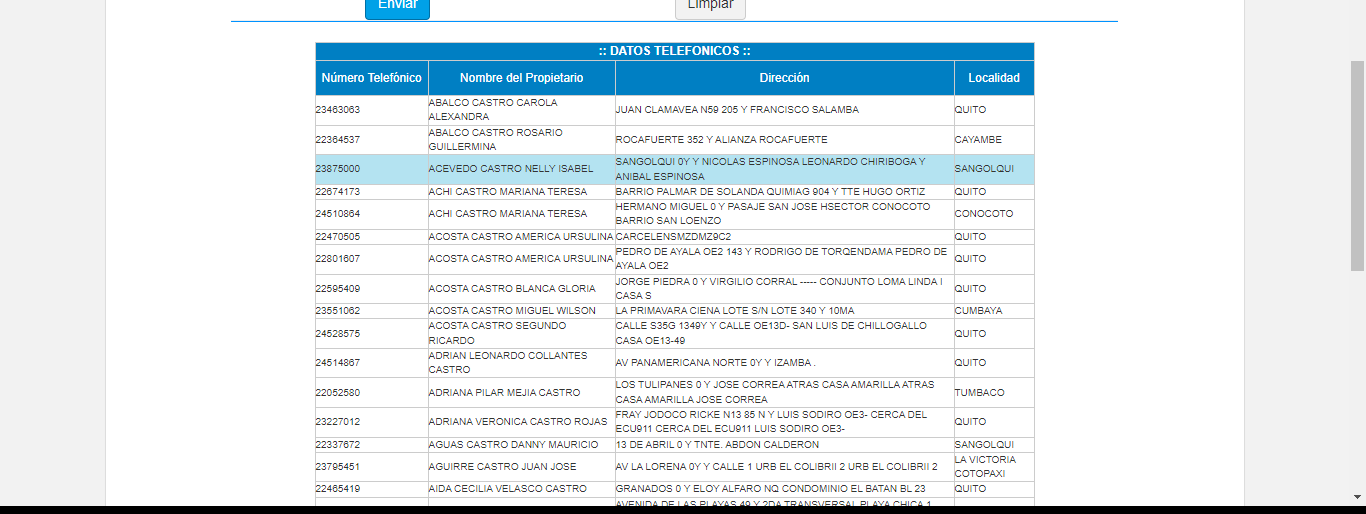 Enviar
Limpiar
:: DATOS TELEFONICOS ::
Número Telefónico Nombre del Propietario Dirección Localidad
23463063 ABALCO CASTRO CAROLA ALEXANDRA JUAN CLAMAVEA N59 205 Y FRANCISCO SALAMBA QUITO
22364537 ABALCO CASTRO ROSARIO GUILLERMINA ROCAFUERTE 352 Y ALIANZA ROCAFUERTE CAYAMBE
23875000 ACEVEDO CASTRO NELLY ISABEL SANGOLQUI 0Y Y NICOLAS ESPINOSA LEONARDO CHIRIBOGA Y ANIBAL ESPINOSA SANGOLQUI
22674173 ACHI CASTRO MARIANA TERESA BARRIO PALMAR DE SOLANDA QUIMIAG 904 Y TTE HUGO ORTIZ QUITO
24510864 ACHI CASTRO MARIANA TERESA HERMANO MIGUEL 0 Y PASAJE SAN JOSE HSECTOR CONOCOTO BARRIO SAN LOENZO CONOCOTO
22470505 ACOSTA CASTRO AMERICA URSULINA CARCELENSMZDMZ9C2 QUITO
22801607 ACOSTA CASTRO AMERICA URSULINA PEDRO DE AYALA OE2 143 Y RODRIGO DE TORQENDAMA PEDRO DE AYALA OE2 QUITO
22595409 ACOSTA CASTRO BLANCA GLORIA JORGE PIEDRA 0 Y VIRGILIO CORRAL ----- CONJUNTO LOMA LINDA I CASA S QUITO
23551062 ACOSTA CASTRO MIGUEL WILSON LA PRIMAVARA CIENA LOTE S/N LOTE 340 Y 10MA CUMBAYA
24528575 ACOSTA CASTRO SEGUNDO RICARDO CALLE S35G 1349Y Y CALLE OE13D- SAN LUIS DE CHILLOGALLO CASA OE13-49 QUITO
24514867 ADRIAN LEONARDO COLLANTES CASTRO AV PANAMERICANA NORTE 0Y Y IZAMBA . QUITO
22052580 ADRIANA PILAR MEJIA CASTRO LOS TULIPANES 0 Y JOSE CORREA ATRAS CASA AMARILLA ATRAS CASA AMARILLA JOSE CORREA TUMBACO
23227012 ADRIANA VERONICA CASTRO ROJAS FRAY JODOCO RICKE N13 85 N Y LUIS SODIRO OE3- CERCA DEL ECU911 CERCA DEL ECU911 LUIS SODIRO OE3- QUITO
22337672 AGUAS CASTRO DANNY MAURICIO 13 DE ABRIL 0 Y TNTE. ABDON CALDERON SANGOLQUI
23795451 AGUIRRE CASTRO JUAN JOSE AV LA LORENA 0Y Y CALLE 1 URB EL COLIBRII 2 URB EL COLIBRII 2 LA VICTORIA COTOPAXI
22465419 AIDA CECILIA VELASCO CASTRO GRANADOS 0 Y ELOY ALFARO NQ CONDOMINIO EL BATAN BL 23 QUITO
AVENIDA DE LAS PLAYAS 49 Y 2DA TRANSVERSAL PLAYA CHICA 1